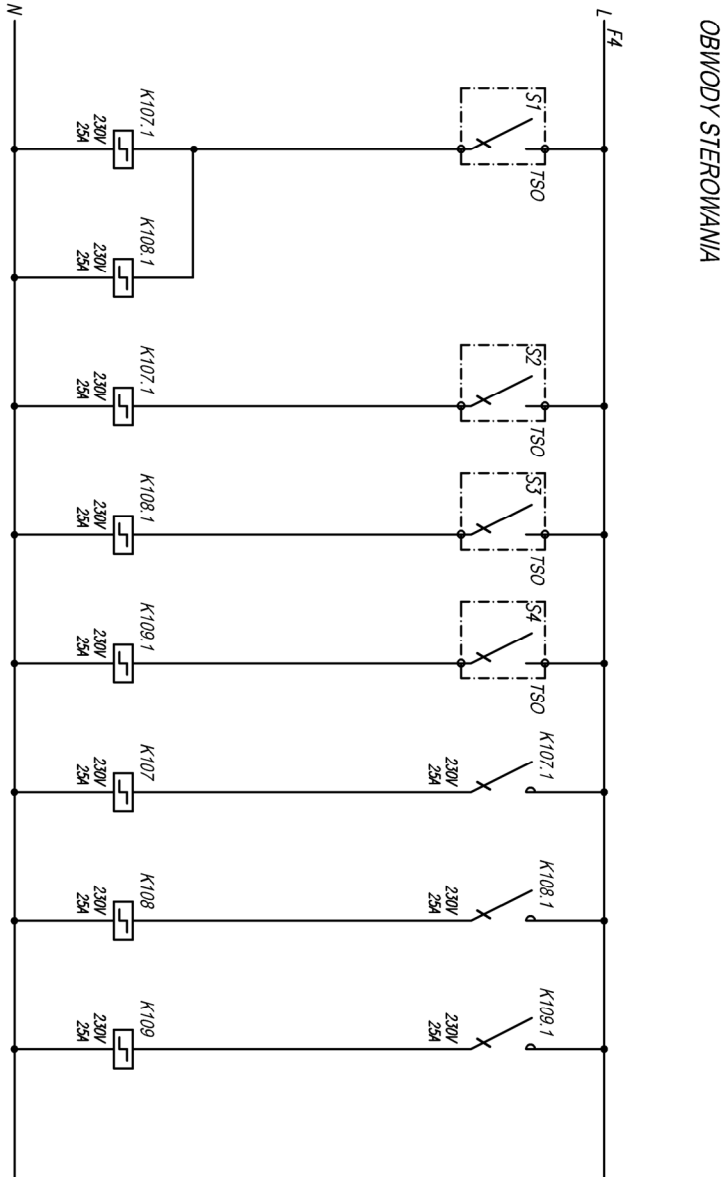 OBWODY STEROWANIA
L
F4
S1
TSO
S2
TSO
S3
TSO
S4
TSO
K107.1
230V
25A
K108.1
230V
25A
K109.1
230V
25A
K107.1
230V
25A
K108.1
230V
25A
K107.1
230V
25A
K108.1
230V
25A
K109.1
230V
25A
K107
230V
25A
K108
230V
25A
K109
230V
25A
N